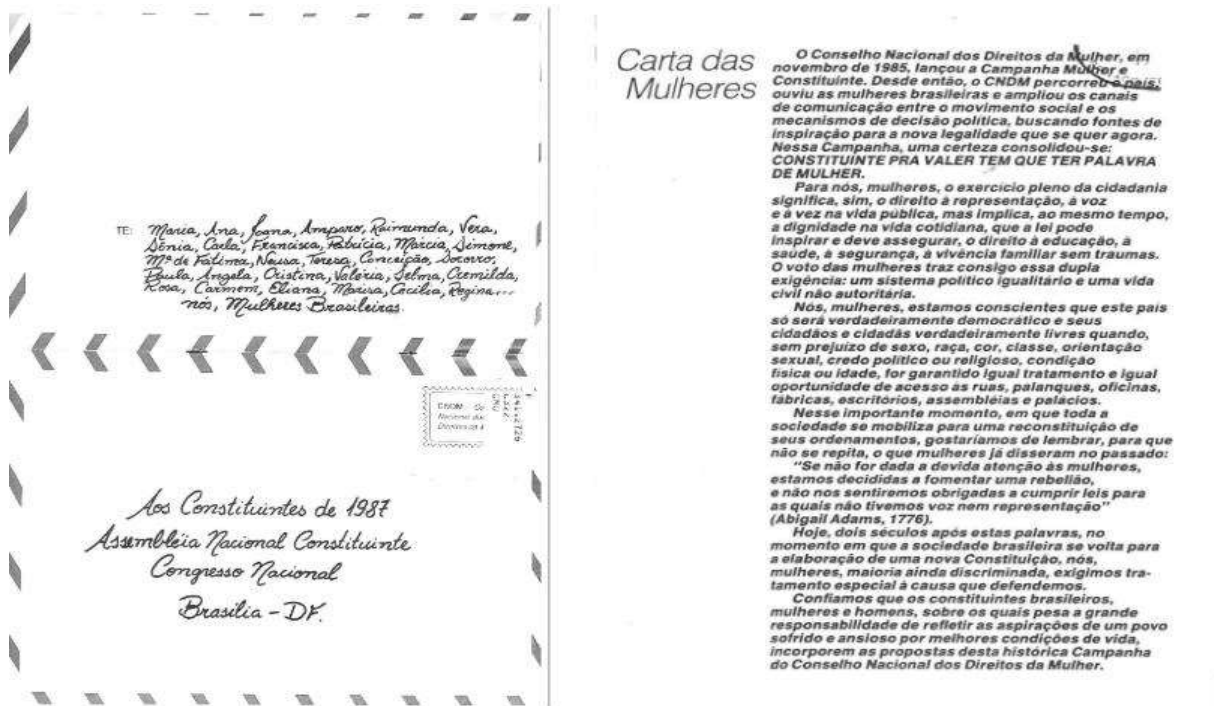 TE: Maria, Ana, Joana, Amparo, Raimunda, Vera,
Sônia, Carla, Francisca, Patrícia, Márcia, Simone,
Mª de Fátima, Neusa, Teresa, Conceição, Socorro,
Paula, Ângela, Cristina, Valéria, Selma, Cremilda,
Rosa, Carmem, Eliana, Marisa, Cecília, Regina...
nós, Mulheres Brasileiras.
CNDM
Nacional
Aos Constituintes de 1987
Assembléia Nacional Constituinte
Congresso Nacional
Brasília - DF.
Carta das
Mulheres
O Conselho Nacional dos Direitos da Mulher, em
novembro de 1985, lançou a Campanha Mulher e
Constituinte. Desde então, o CNDM percorreu o país,
ouviu as mulheres brasileiras e ampliou os canais
de comunicação entre o movimento social e os
mecanismos de decisão política, buscando fontes de
inspiração para a nova legalidade que se quer agora.
Nessa Campanha, uma certeza consolidou-se:
CONSTITUINTE PRA VALER TEM QUE TER PALAVRA
DE MULHER.
Para nós, mulheres, o exercício pleno da cidadania
significa, sim, o direito à representação, à voz
e à vez na vida pública, mas implica, ao mesmo tempo,
a dignidade na vida cotidiana, que a lei pode
inspirar e deve assegurar, o direito à educação, à
saúde, à segurança, à vivência familiar sem traumas.
O voto das mulheres traz consigo essa dupla
exigência: um sistema político igualitário e uma vida
civil não autoritária.
Nós, mulheres, estamos conscientes que este país
só será verdadeiramente democrático e seus
cidadãos e cidadãs verdadeiramente livres quando,
sem prejuízo de sexo, raça, cor, classe, orientação
sexual, credo político ou religioso, condição
física ou idade, for garantido igual tratamento e igual
oportunidade de acesso às ruas, palanques, oficinas,
fábricas, escritórios, assembléias e palácios.
Nesse importante momento, em que toda a
sociedade se mobiliza para uma reconstituição de
seus ordenamentos, gostaríamos de lembrar, para que
não se repita, o que mulheres já disseram no passado:
"Se não for dada a devida atenção às mulheres,
estamos decididas a fomentar uma rebelião,
e não nos sentiremos obrigadas a cumprir leis para
as quais não tivemos voz nem representação"
(Abigail Adams, 1776).
Hoje, dois séculos após estas palavras, no
momento em que a sociedade brasileira se volta para
a elaboração de uma nova Constituição, nós,
mulheres, maioria ainda discriminada, exigimos tra-
tamento especial à causa que defendemos.
Confiamos que os constituintes brasileiros,
mulheres e homens, sobre os quais pesa a grande
responsabilidade de refletir as aspirações de um povo
sofrido e ansioso por melhores condições de vida,
incorporem as propostas desta histórica Campanha
do Conselho Nacional dos Direitos da Mulher.